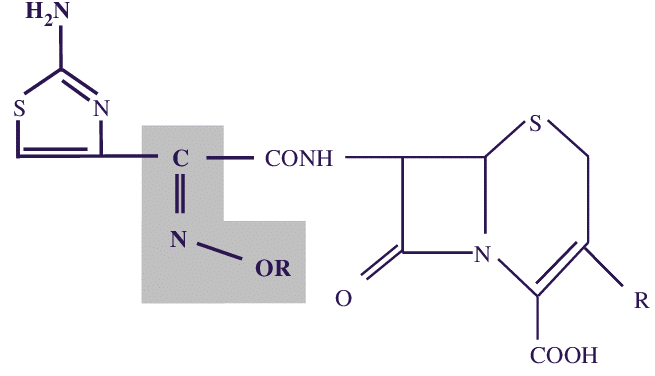 H₂N
S N
C CONH S
N OR N
O R
COOH